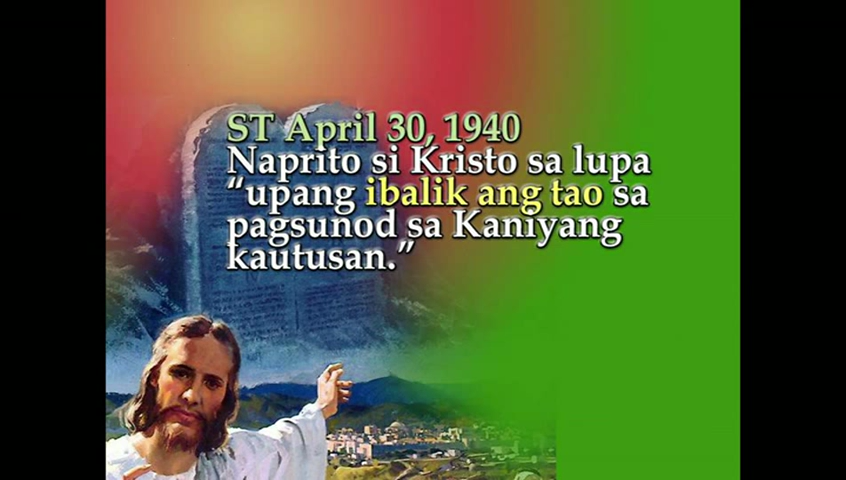 ST April 30, 1940
Naprito si Kristo sa lupa
“upang ibalik ang tao sa
pagsunod sa Kaniyang
kautusan.”